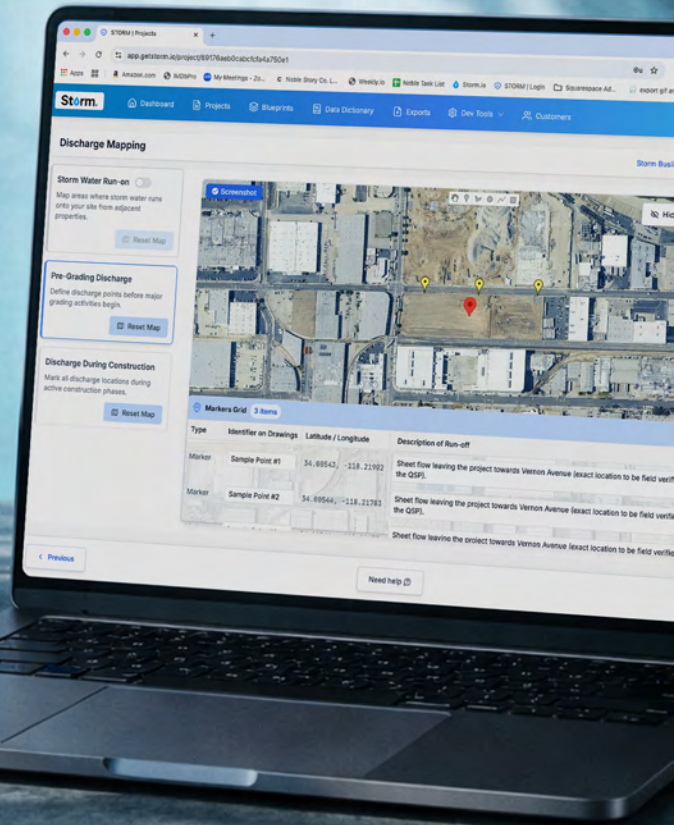 STORM | Projects
app.getstorm.io/project/69176aeb0cabcfcfa4a750e1
Apps
Amazon.com
IMDbPro
My Meetings - Zo...
Noble Story Co. L...
Weekly.io
Noble Task List
Storm.io
STORM | Login
Squarespace Ad...
export gif
Storm.
Dashboard
Projects
Blueprints
Data Dictionary
Exports
Dev Tools
Customers
Discharge Mapping
Storm Busi
Storm Water Run-on
Map areas where storm water runs
onto your site from adjacent
properties.
Reset Map
Pre-Grading Discharge
Define discharge points before major
grading activities begin.
Reset Map
Discharge During Construction
Mark all discharge locations during
active construction phases.
Reset Map
Screenshot
Hid
Markers Grid 3 items
Type Identifier on Drawings Latitude / Longitude Description of Run-off
Marker Sample Point #1 34.00543, -118.21902 Sheet flow leaving the project towards Vernon Avenue (exact location to be field verifi
the QSP).
Marker Sample Point #2 34.00544, -118.21783 Sheet flow leaving the project towards Vernon Avenue (exact location to be field verifie
the QSP).
Sheet flow leaving the project towards Vernon Avenue (exact location to be field verifie
Previous
Need help